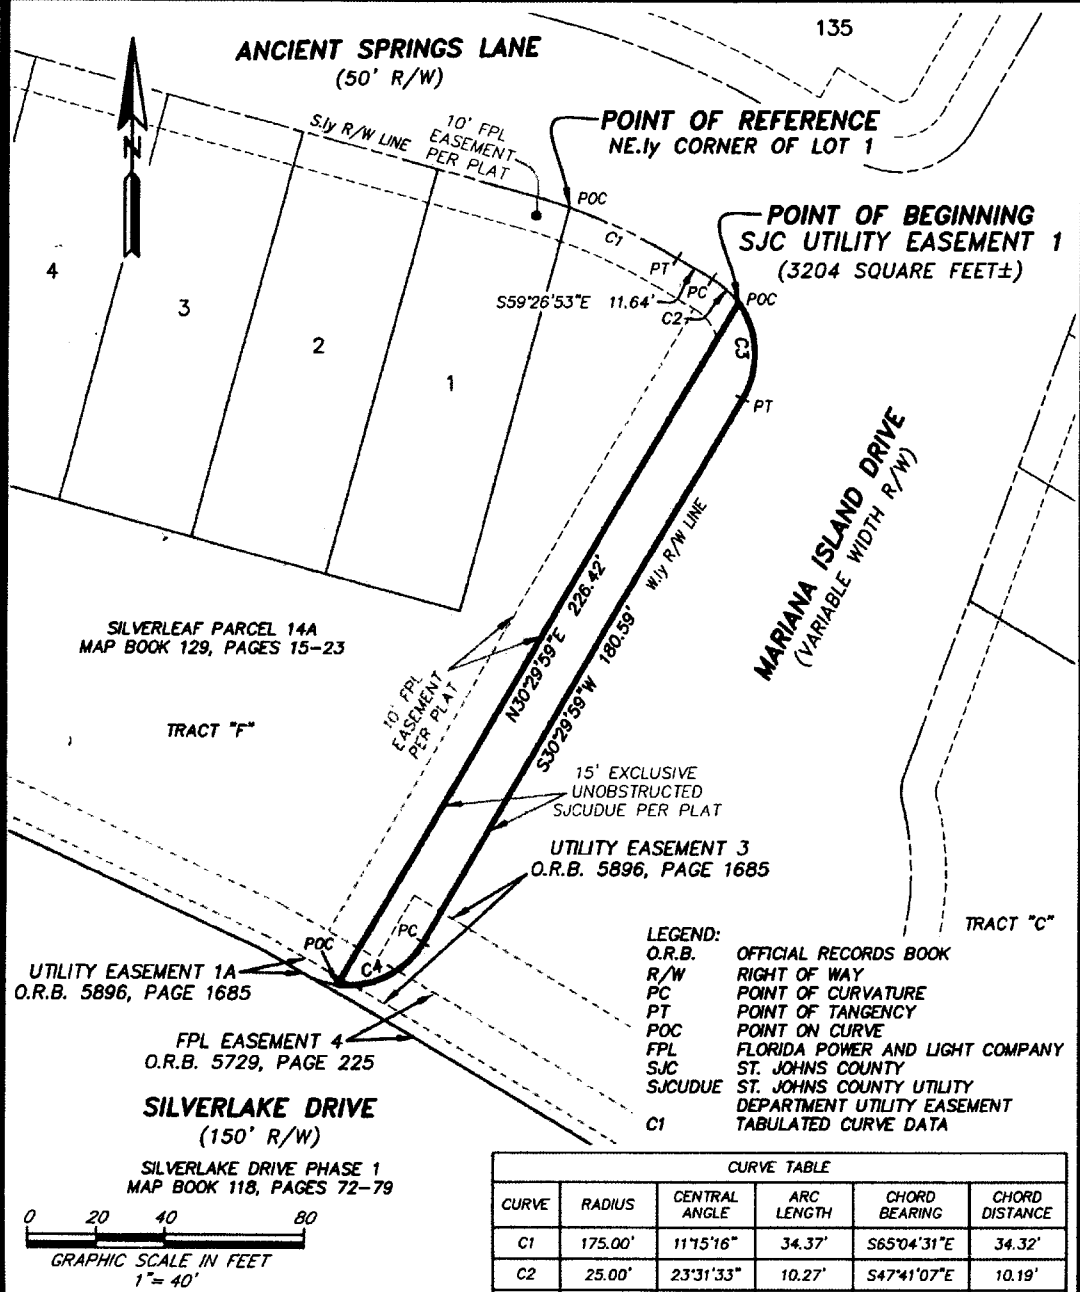 135
ANCIENT SPRINGS LANE
(50' R/W)
S.ly R/W LINE
10' FPL
EASEMENT
PER PLAT
POINT OF REFERENCE
NE.ly CORNER OF LOT 1
POC
C1
PT
PC
S59°26'53"E 11.64'
C2
POINT OF BEGINNING
SJC UTILITY EASEMENT 1
(3204 SQUARE FEET±)
POC
C3
PT
N
4
3
2
1
MARIANA ISLAND DRIVE
(VARIABLE WIDTH R/W)
W.ly R/W LINE
N30°29'59"E 226.42'
S30°29'59"W 180.59'
SILVERLEAF PARCEL 14A
MAP BOOK 129, PAGES 15-23
TRACT "F"
10' FPL
EASEMENT
PER PLAT
15' EXCLUSIVE
UNOBSTRUCTED
SJCUDUE PER PLAT
UTILITY EASEMENT 3
O.R.B. 5896, PAGE 1685
TRACT "C"
POC
PC
C4
UTILITY EASEMENT 1A
O.R.B. 5896, PAGE 1685
FPL EASEMENT 4
O.R.B. 5729, PAGE 225
SILVERLAKE DRIVE
(150' R/W)
SILVERLAKE DRIVE PHASE 1
MAP BOOK 118, PAGES 72-79
0 20 40 80
GRAPHIC SCALE IN FEET
1"= 40'
LEGEND:
O.R.B. OFFICIAL RECORDS BOOK
R/W RIGHT OF WAY
PC POINT OF CURVATURE
PT POINT OF TANGENCY
POC POINT ON CURVE
FPL FLORIDA POWER AND LIGHT COMPANY
SJC ST. JOHNS COUNTY
SJCUDUE ST. JOHNS COUNTY UTILITY
DEPARTMENT UTILITY EASEMENT
C1 TABULATED CURVE DATA
CURVE TABLE
CURVE RADIUS CENTRAL ANGLE ARC LENGTH CHORD BEARING CHORD DISTANCE
C1 175.00' 11°15'16" 34.37' S65°04'31"E 34.32'
C2 25.00' 23°31'33" 10.27' S47°41'07"E 10.19'